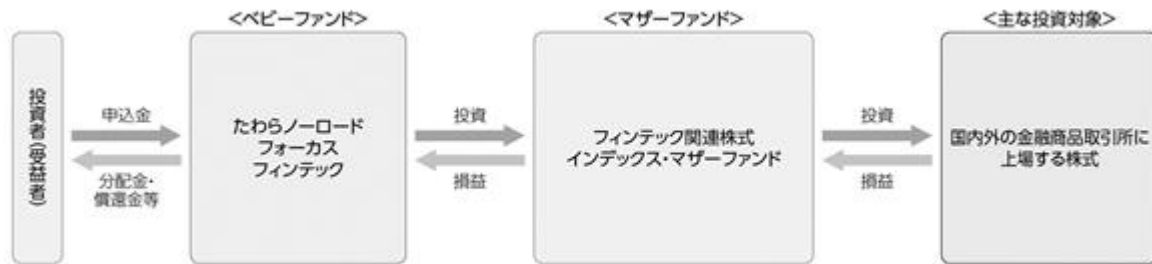 <ベビーファンド>
<マザーファンド>
<主な投資対象>
投資者(受益者)
申込金
分配金・
償還金等
たわらノーロード
フォーカス
フィンテック
投資
損益
フィンテック関連株式
インデックス・マザーファンド
投資
損益
国内外の金融商品取引所に
上場する株式